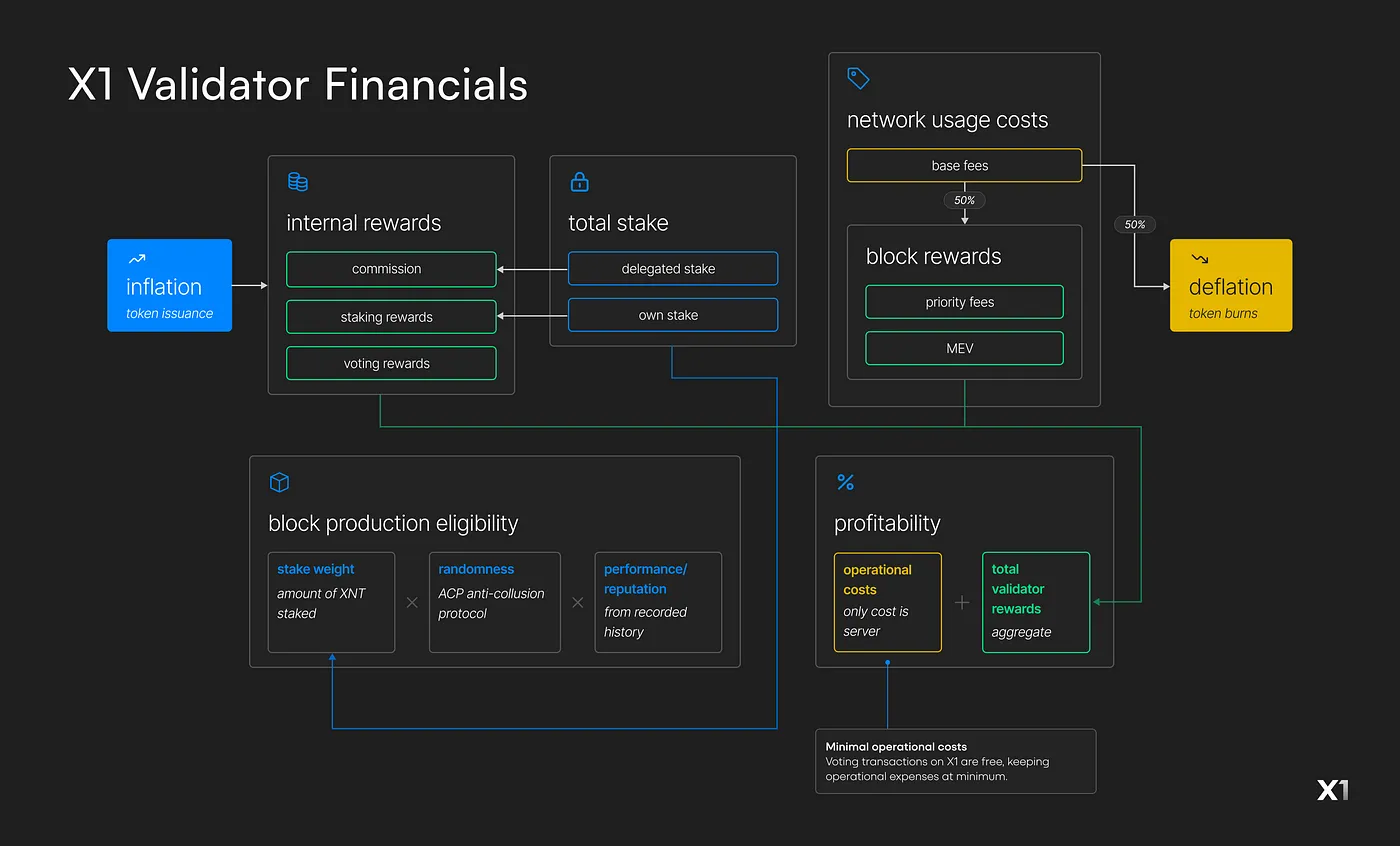 X1 Validator Financials
inflation
token issuance
internal rewards
commission
staking rewards
voting rewards
total stake
delegated stake
own stake
network usage costs
base fees
50%
block rewards
priority fees
MEV
50%
deflation
token burns
block production eligibility
stake weight
amount of XNT
staked
×
randomness
ACP anti-collusion
protocol
×
performance/
reputation
from recorded
history
profitability
operational
costs
only cost is
server
+
total
validator
rewards
aggregate
Minimal operational costs
Voting transactions on X1 are free, keeping
operational expenses at minimum.
X1